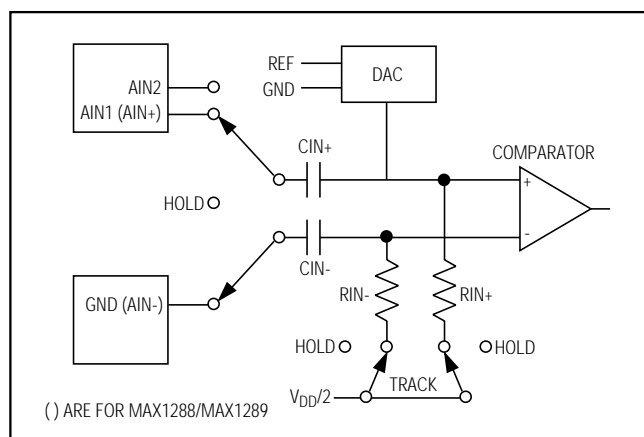 REF
GND
DAC
AIN2
AIN1 (AIN+)
CIN+
COMPARATOR
+
-
HOLD
CIN-
GND (AIN-)
RIN-
RIN+
HOLD
HOLD
TRACK
VDD/2
( ) ARE FOR MAX1288/MAX1289